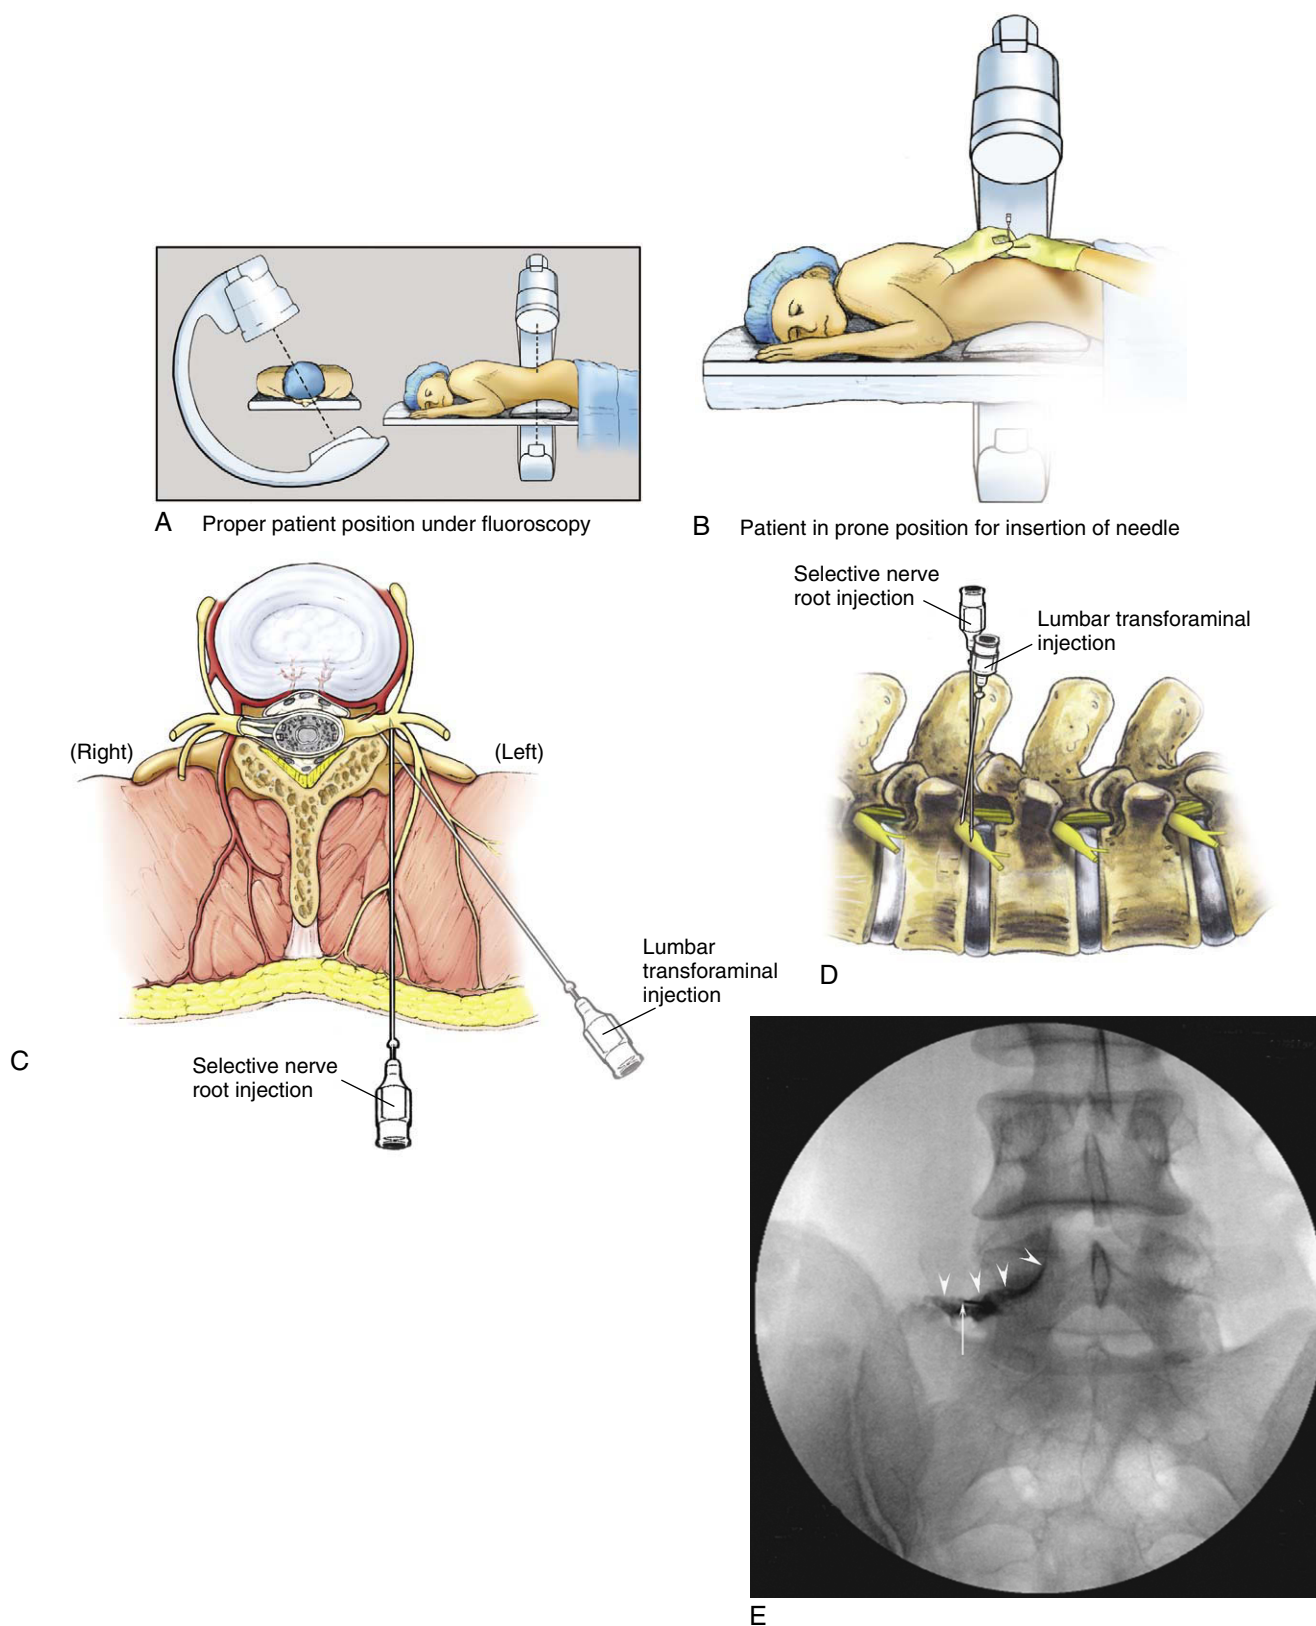 A Proper patient position under fluoroscopy
B Patient in prone position for insertion of needle
(Right)
(Left)
Selective nerve
root injection
Lumbar
transforaminal
injection
C
Selective nerve
root injection
Lumbar transforaminal
injection
D
E